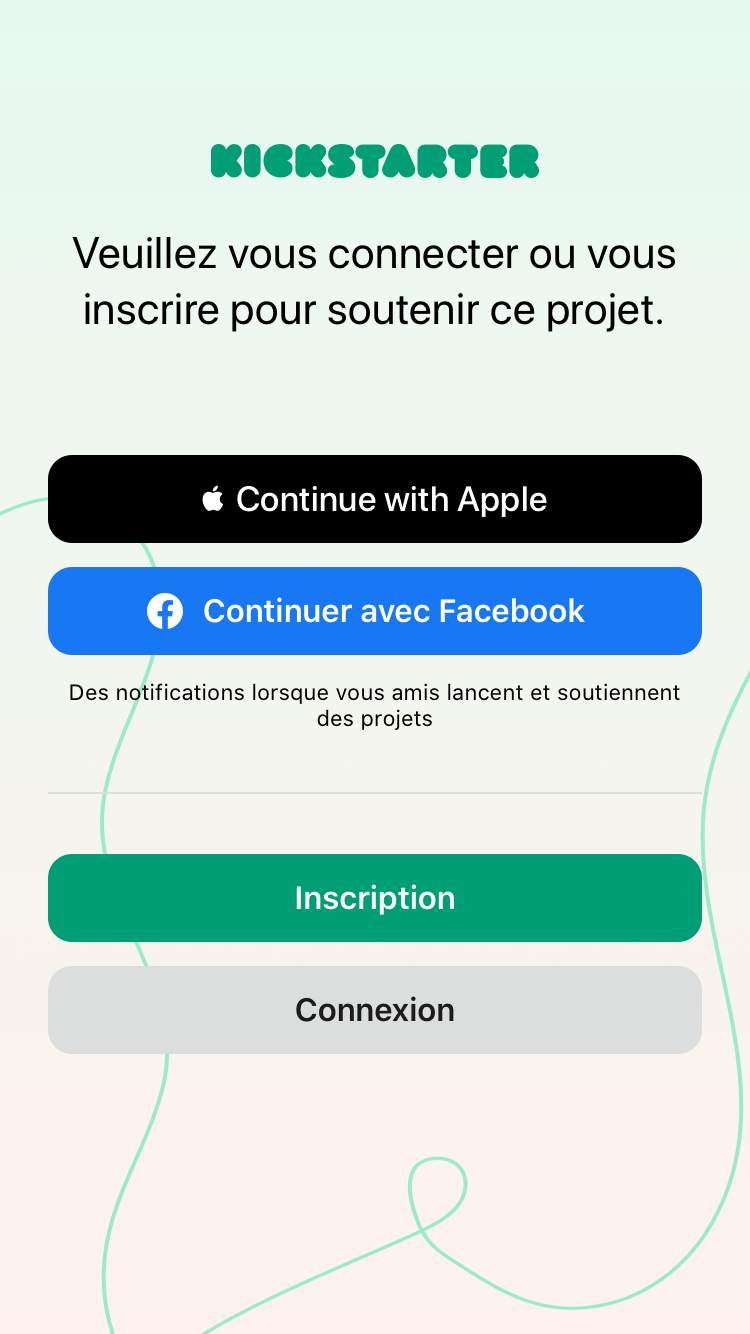 KICKSTARTER
Veuillez vous connecter ou vous
inscrire pour soutenir ce projet.
Continue with Apple
Continuer avec Facebook
Des notifications lorsque vous amis lancent et soutiennent
des projets
Inscription
Connexion